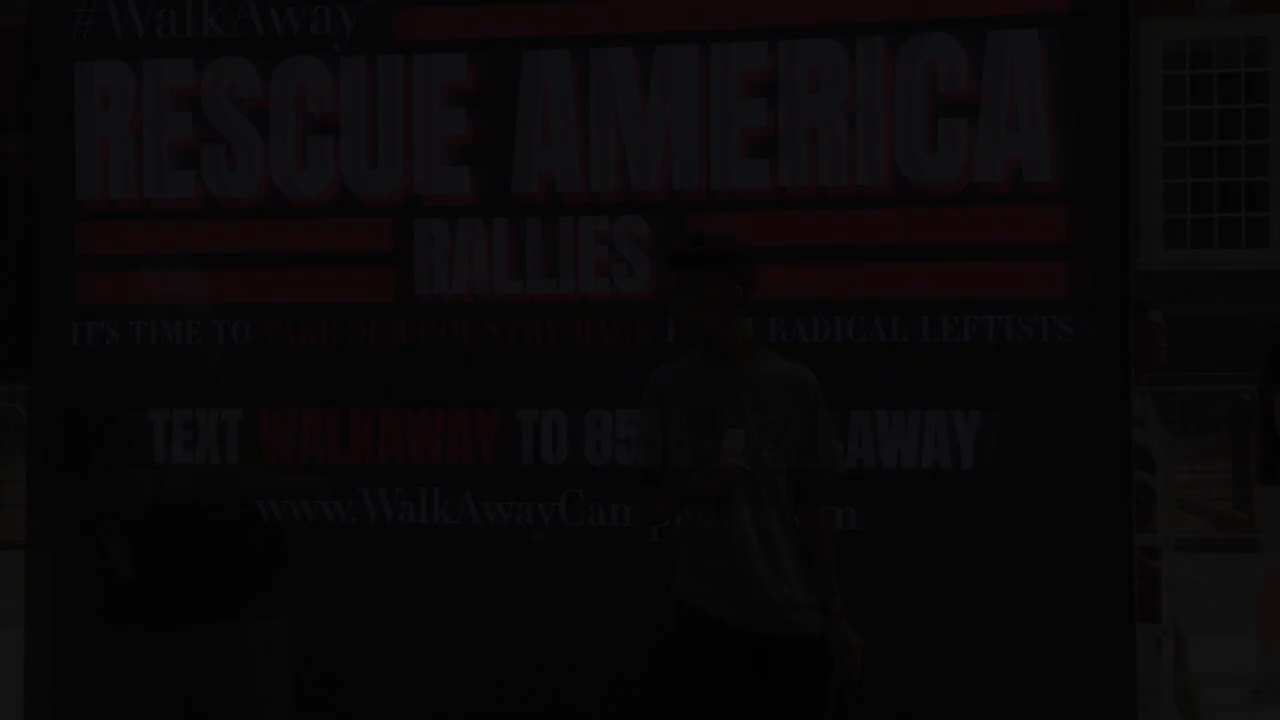 #WalkAway
RESCUE AMERICA
RALLIES
IT'S TIME TO TAKE OUR COUNTRY BACK RADICAL LEFTISTS
TEXT WALKAWAY TO
www.WalkAwayCam